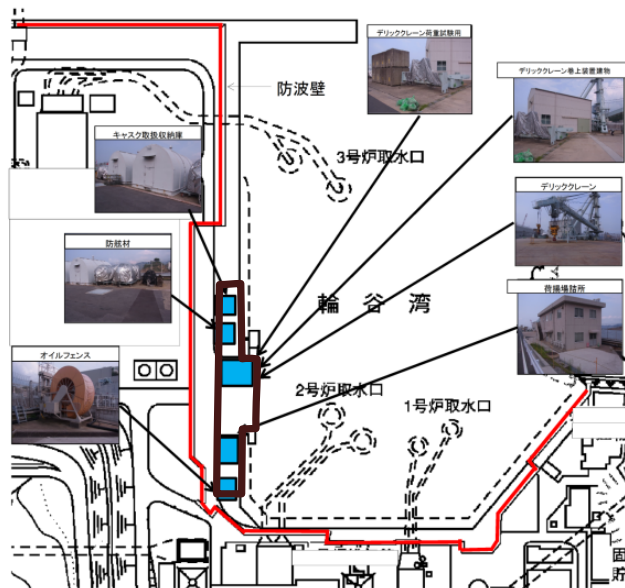 デリッククレーン荷重試験用
デリッククレーン巻上装置建物
防波壁
キャスク取扱収納庫
3号炉取水口
デリッククレーン
防舷材
荷揚場詰所
輪谷湾
オイルフェンス
2号炉取水口
1号炉取水口
固
貯